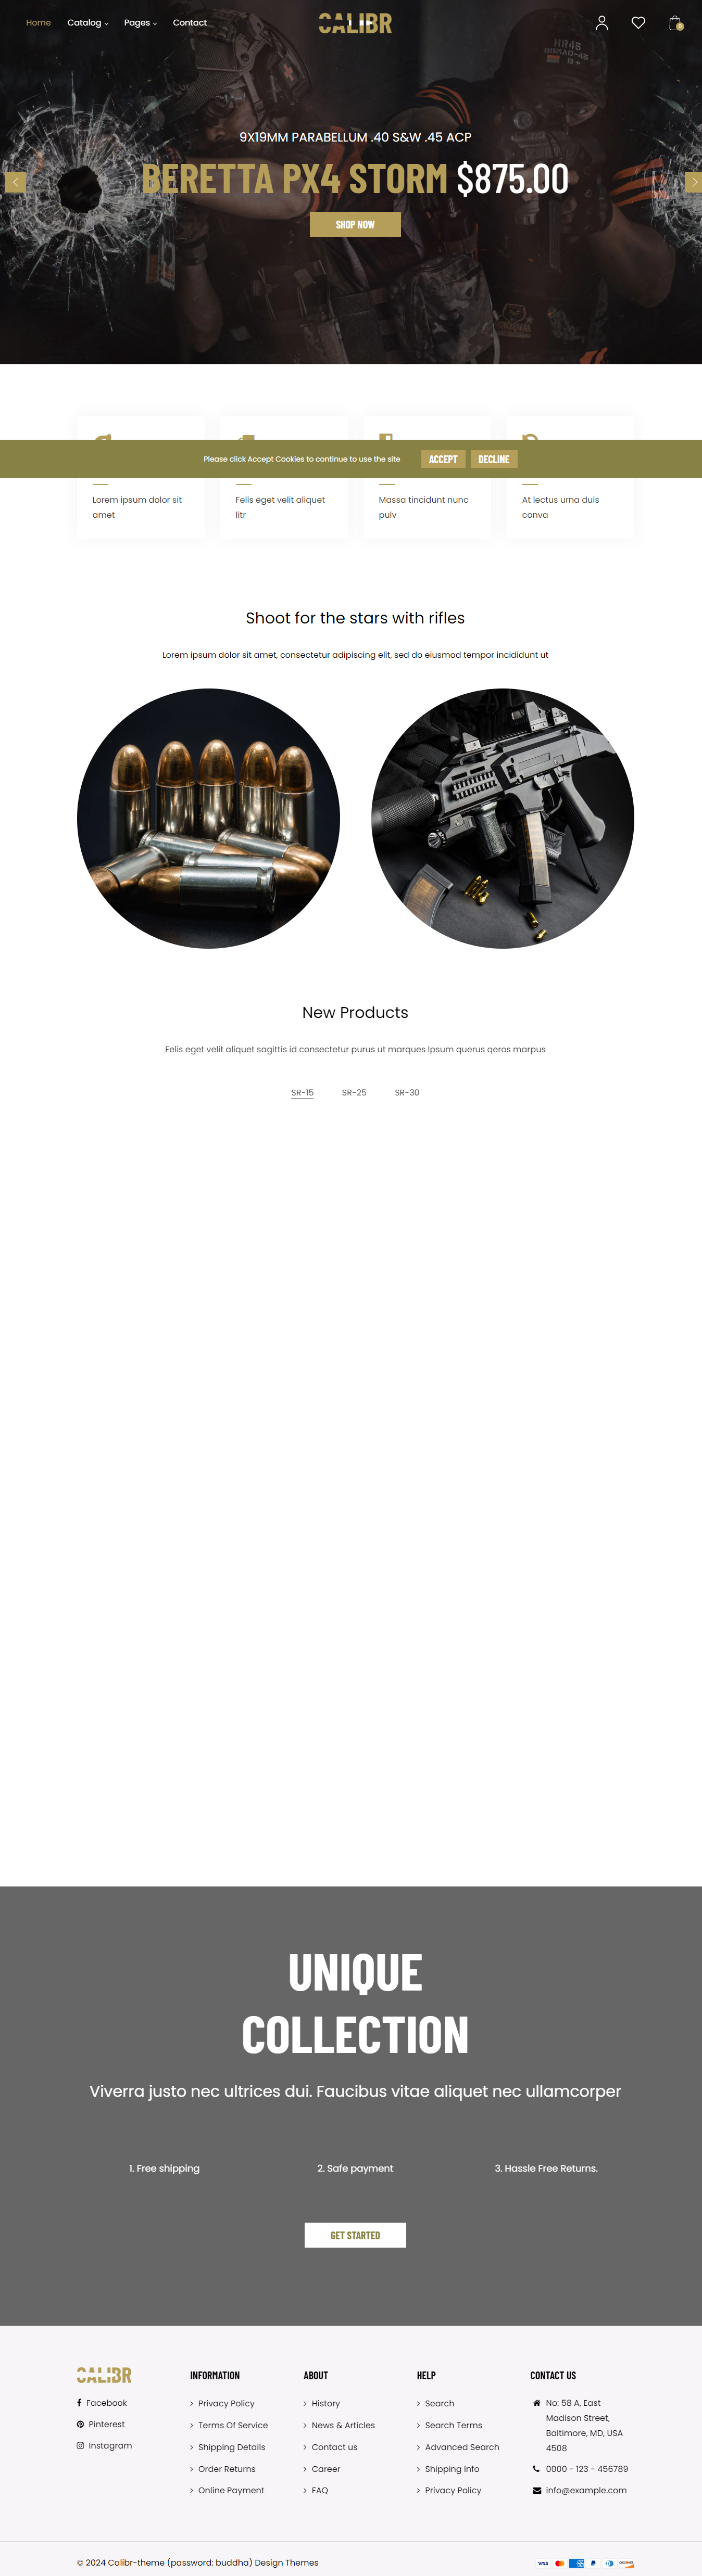 Home Catalog Pages Contact
CALIBR
HR45
0
9X19MM PARABELLUM .40 S&W .45 ACP
BERETTA PX4 STORM $875.00
SHOP NOW
Please click Accept Cookies to continue to use the site ACCEPT DECLINE
Lorem ipsum dolor sit
amet
Felis eget velit aliquet
litr
Massa tincidunt nunc
pulv
At lectus urna duis
conva
Shoot for the stars with rifles
Lorem ipsum dolor sit amet, consectetur adipiscing elit, sed do eiusmod tempor incididunt ut
New Products
Felis eget velit aliquet sagittis id consectetur purus ut marques Ipsum querus qeros marpus
SR-15 SR-25 SR-30
UNIQUE
COLLECTION
Viverra justo nec ultrices dui. Faucibus vitae aliquet nec ullamcorper
1. Free shipping 2. Safe payment 3. Hassle Free Returns.
GET STARTED
CALIBR
Facebook
Pinterest
Instagram
INFORMATION
Privacy Policy
Terms Of Service
Shipping Details
Order Returns
Online Payment
ABOUT
History
News & Articles
Contact us
Career
FAQ
HELP
Search
Search Terms
Advanced Search
Shipping Info
Privacy Policy
CONTACT US
No: 58 A, East
Madison Street,
Baltimore, MD, USA
4508
0000 - 123 - 456789
info@example.com
© 2024 Calibr-theme (password: buddha) Design Themes
VISA